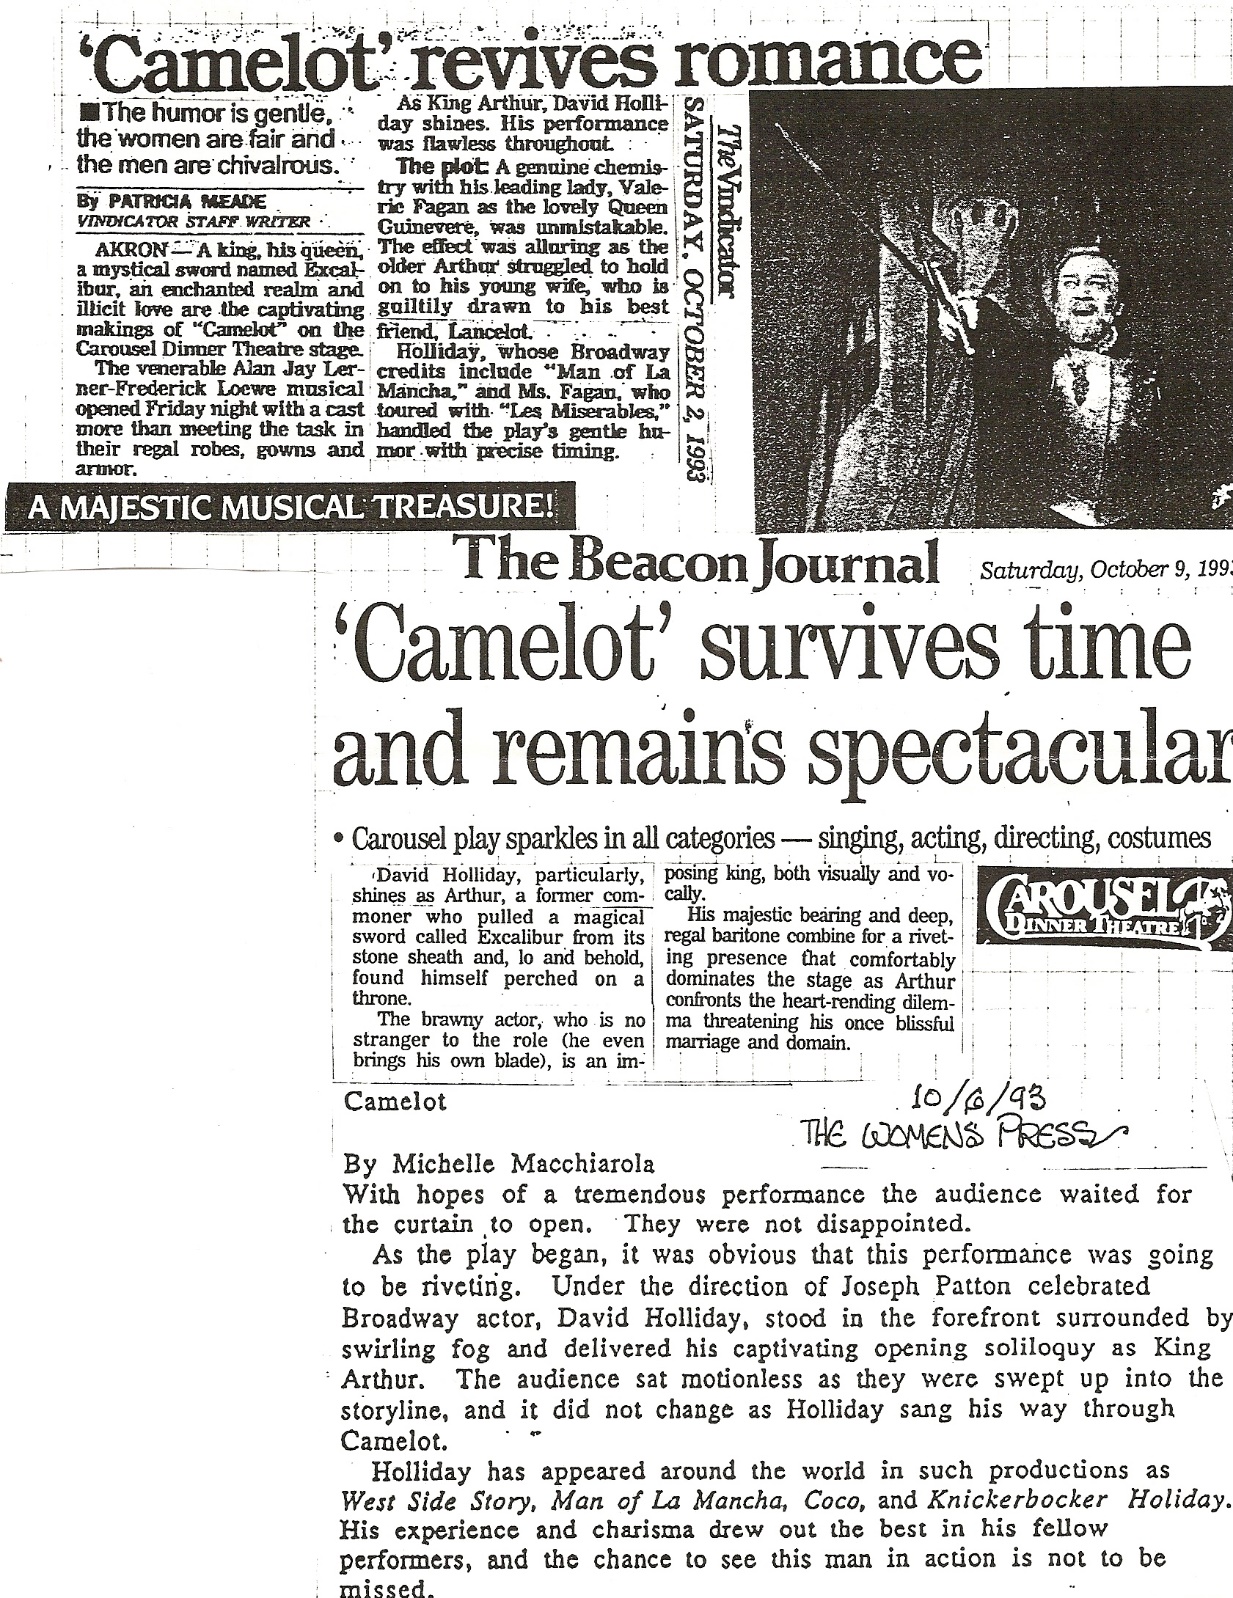 ‘Camelot’ revives romance
■The humor is gentle,
the women are fair and
the men are chivalrous.
By PATRICIA MEADE
VINDICATOR STAFF WRITER
AKRON — A king, his queen,
a mystical sword named Excal-
ibur, an enchanted realm and
illicit love are the captivating
makings of “Camelot” on the
Carousel Dinner Theatre stage.
The venerable Alan Jay Ler-
ner-Frederick Loewe musical
opened Friday night with a cast
more than meeting the task in
their regal robes, gowns and
armor.
As King Arthur, David Holli-
day shines. His performance
was flawless throughout.
The plot: A genuine chemis-
try with his leading lady, Vale-
rie Fagan as the lovely Queen
Guinevere, was unmistakable.
The effect was alluring as the
older Arthur struggled to hold
on to his young wife, who is
guiltily drawn to his best
friend, Lancelot.
Holliday, whose Broadway
credits include “Man of La
Mancha,” and Ms. Fagan, who
toured with “Les Miserables,”
handled the play's gentle hu-
mor with precise timing.
The Vindicator
SATURDAY, OCTOBER 2, 1993
A MAJESTIC MUSICAL TREASURE!
The Beacon Journal
Saturday, October 9, 1993
‘Camelot’ survives time
and remains spectacular
• Carousel play sparkles in all categories — singing, acting, directing, costumes
David Holliday, particularly,
shines as Arthur, a former com-
moner who pulled a magical
sword called Excalibur from its
stone sheath and, lo and behold,
found himself perched on a
throne.
The brawny actor, who is no
stranger to the role (he even
brings his own blade), is an im-
posing king, both visually and vo-
cally.
His majestic bearing and deep,
regal baritone combine for a rivet-
ing presence that comfortably
dominates the stage as Arthur
confronts the heart-rending dilem-
ma threatening his once blissful
marriage and domain.
CAROUSEL
DINNER THEATRE
Camelot
10/6/93
THE WOMENS PRESS
By Michelle Macchiarola
With hopes of a tremendous performance the audience waited for
the curtain to open. They were not disappointed.
As the play began, it was obvious that this performance was going
to be riveting. Under the direction of Joseph Patton celebrated
Broadway actor, David Holliday, stood in the forefront surrounded by
swirling fog and delivered his captivating opening soliloquy as King
Arthur. The audience sat motionless as they were swept up into the
storyline, and it did not change as Holliday sang his way through
Camelot.
Holliday has appeared around the world in such productions as
West Side Story, Man of La Mancha, Coco, and Knickerbocker Holiday.
His experience and charisma drew out the best in his fellow
performers, and the chance to see this man in action is not to be
missed.